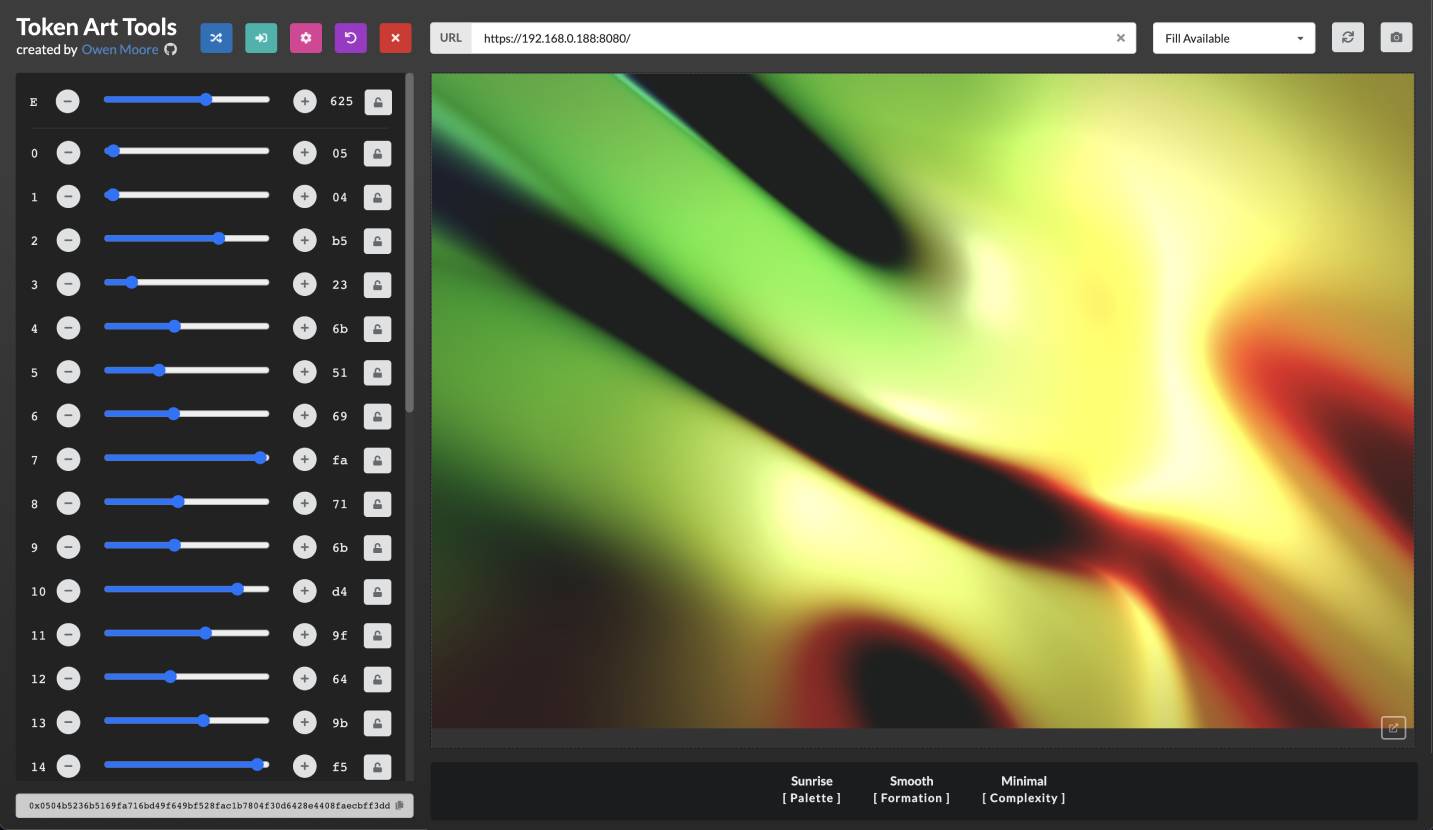 Token Art Tools
created by Owen Moore
URL https://192.168.0.188:8080/
Fill Available
E 625
0 05
1 04
2 b5
3 23
4 6b
5 51
6 69
7 fa
8 71
9 6b
10 d4
11 9f
12 64
13 9b
14 f5
0x0504b5236b5169fa716bd49f649bf528fac1b7804f30d6428e4408faecbff3dd
Sunrise Smooth Minimal
[ Palette ] [ Formation ] [ Complexity ]